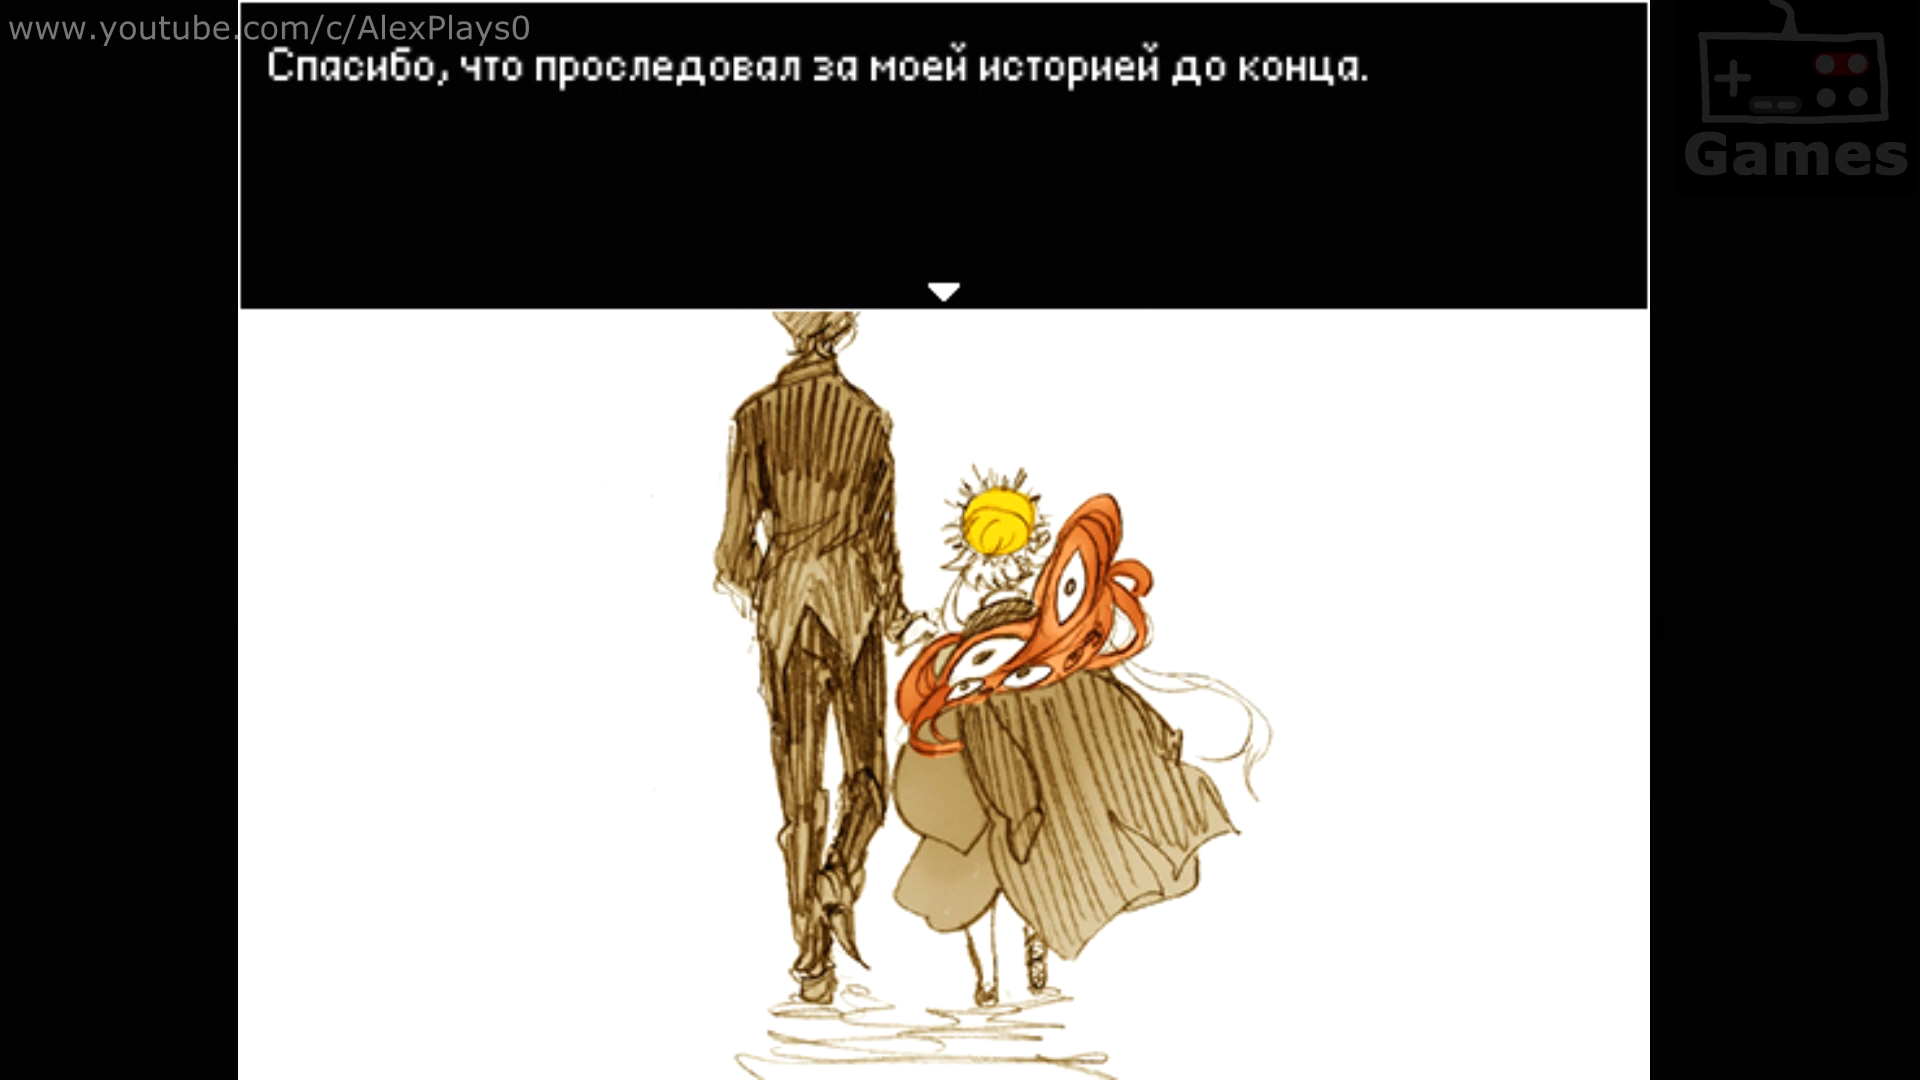 www.youtube.com/c/AlexPlays0
Спасибо, что проследовал за моей историей до конца.
Games